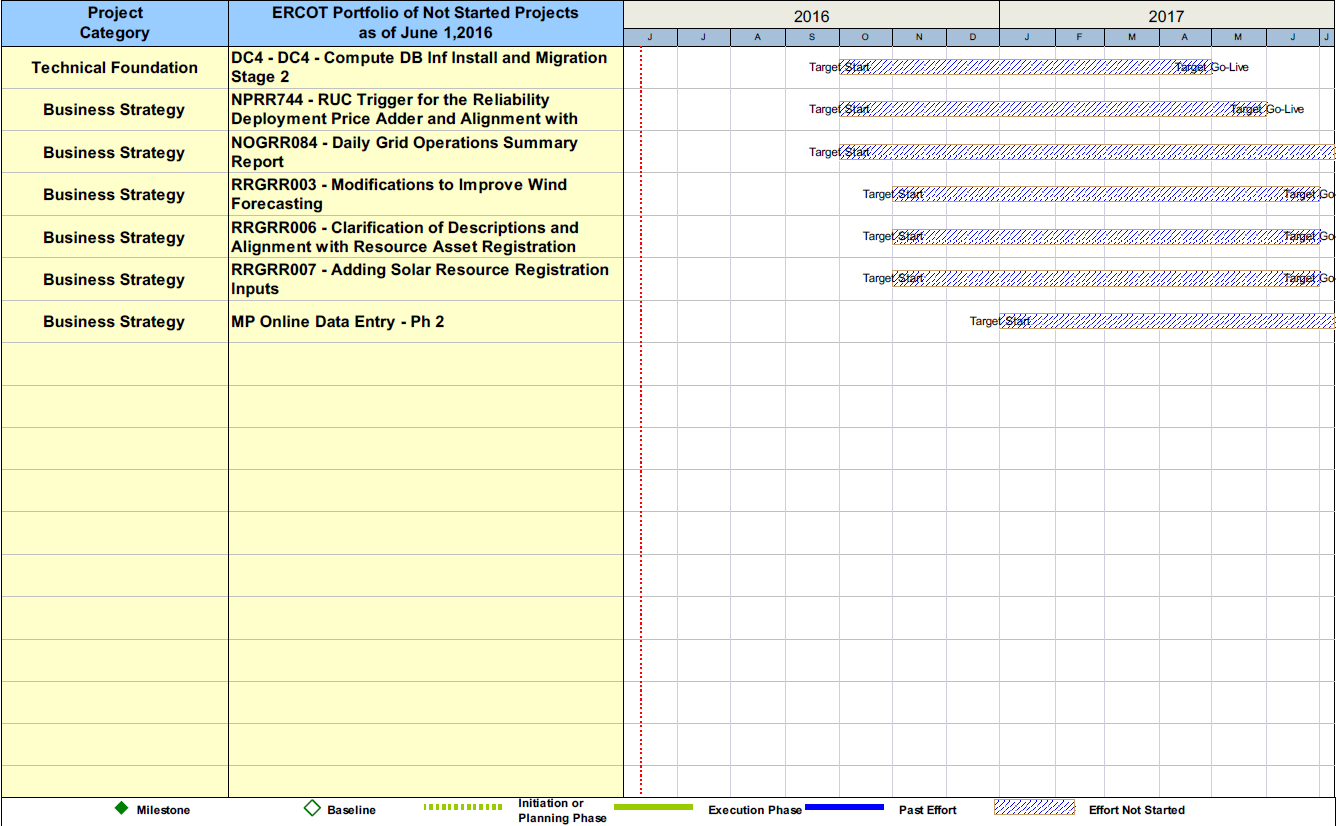 Project
Category
ERCOT Portfolio of Not Started Projects
as of June 1,2016
2016
2017
J J A S O N D J F M A M J J
Technical Foundation
DC4 - DC4 - Compute DB Inf Install and Migration
Stage 2
Target Start
Target Go-Live
Business Strategy
NPRR744 - RUC Trigger for the Reliability
Deployment Price Adder and Alignment with
Target Start
Target Go-Live
Business Strategy
NOGRR084 - Daily Grid Operations Summary
Report
Target Start
Business Strategy
RRGRR003 - Modifications to Improve Wind
Forecasting
Target Start
Target Go-
Business Strategy
RRGRR006 - Clarification of Descriptions and
Alignment with Resource Asset Registration
Target Start
Target Go-
Business Strategy
RRGRR007 - Adding Solar Resource Registration
Inputs
Target Start
Target Go-
Business Strategy
MP Online Data Entry - Ph 2
Target Start
Milestone
Baseline
Initiation or
Planning Phase
Execution Phase
Past Effort
Effort Not Started